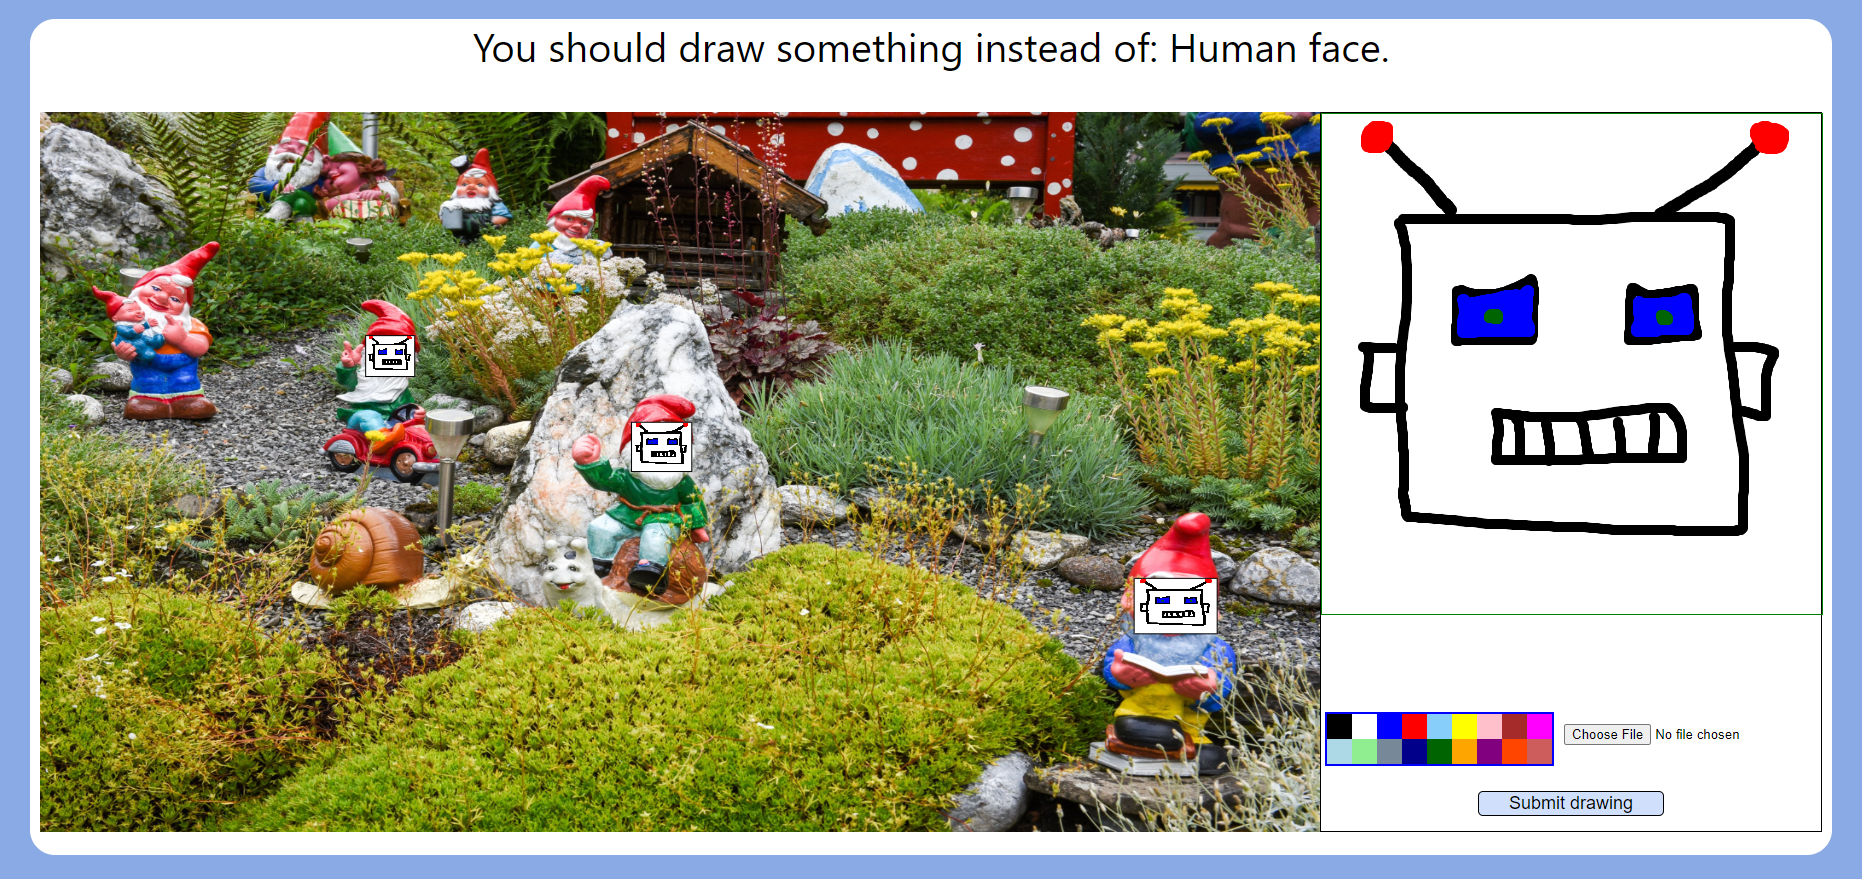 You should draw something instead of: Human face.
Choose File No file chosen
Submit drawing